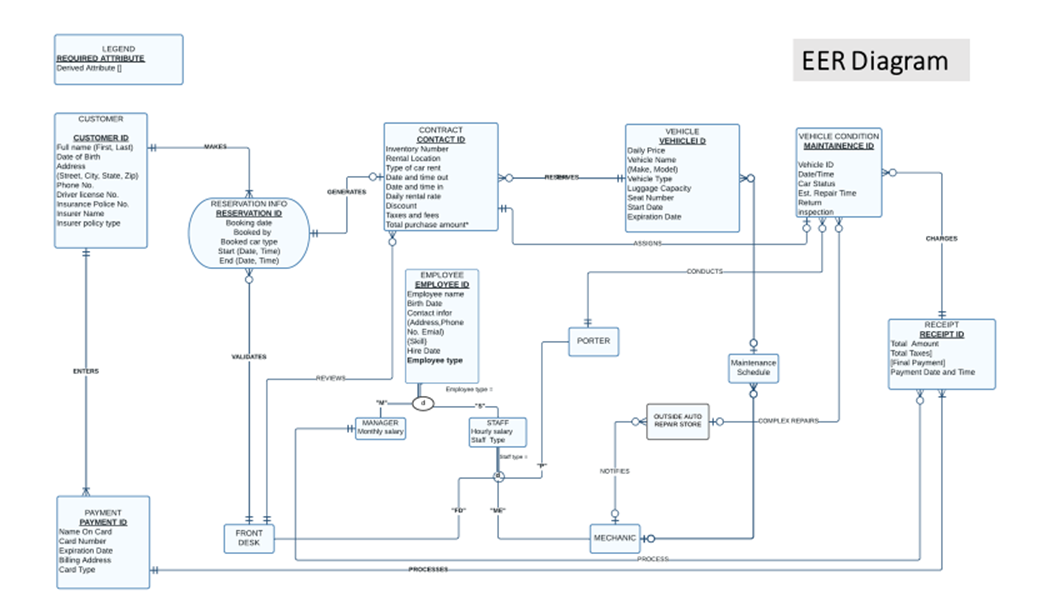 EER Diagram
LEGEND
REQUIRED ATTRIBUTE
Derived Attribute []
CUSTOMER
CUSTOMER ID
Full name (First, Last)
Date of Birth
Address
(Street, City, State, Zip)
Phone No.
Driver license No.
Insurance Police No.
Insurer Name
Insurer policy type
MAKES
RESERVATION INFO
RESERVATION ID
Booking date
Booked by
Booked car type
Start (Date, Time)
End (Date, Time)
GENERATES
CONTRACT
CONTACT ID
Inventory Number
Rental Location
Type of car rent
Date and time out
Date and time in
Daily rental rate
Discount
Taxes and fees
Total purchase amount*
VEHICLE
VEHIICLEI D
Daily Price
Vehicle Name
(Make, Model)
Vehicle Type
Luggage Capacity
Seat Number
Start Date
Expiration Date
VEHICLE CONDITION
MAINTAINENCE ID
Vehicle ID
Date/Time
Car Status
Est. Repair Time
Return
inspection
ASSIGNS
CHARGES
CONDUCTS
EMPLOYEE
EMPLOYEE ID
Employee name
Birth Date
Contact infor
(Address,Phone
No. Emial)
(Skill)
Hire Date
Employee type
PORTER
RECEIPT
RECEIPT ID
Total Amount
Total Taxes]
[Final Payment]
Payment Date and Time
Maintenance
Schedule
VALIDATES
ENTERS
REVIEWS
Employee type =
d
"M"
"S"
MANAGER
Monthly salary
STAFF
Hourly salary
Staff Type
Staff type =
OUTSIDE AUTO
REPAIR STORE
COMPLEX REPAIRS
"P"
NOTIFIES
"FD"
"ME"
PAYMENT
PAYMENT ID
Name On Card
Card Number
Expiration Date
Billing Address
Card Type
FRONT
DESK
MECHANIC
PROCESS
PROCESSES